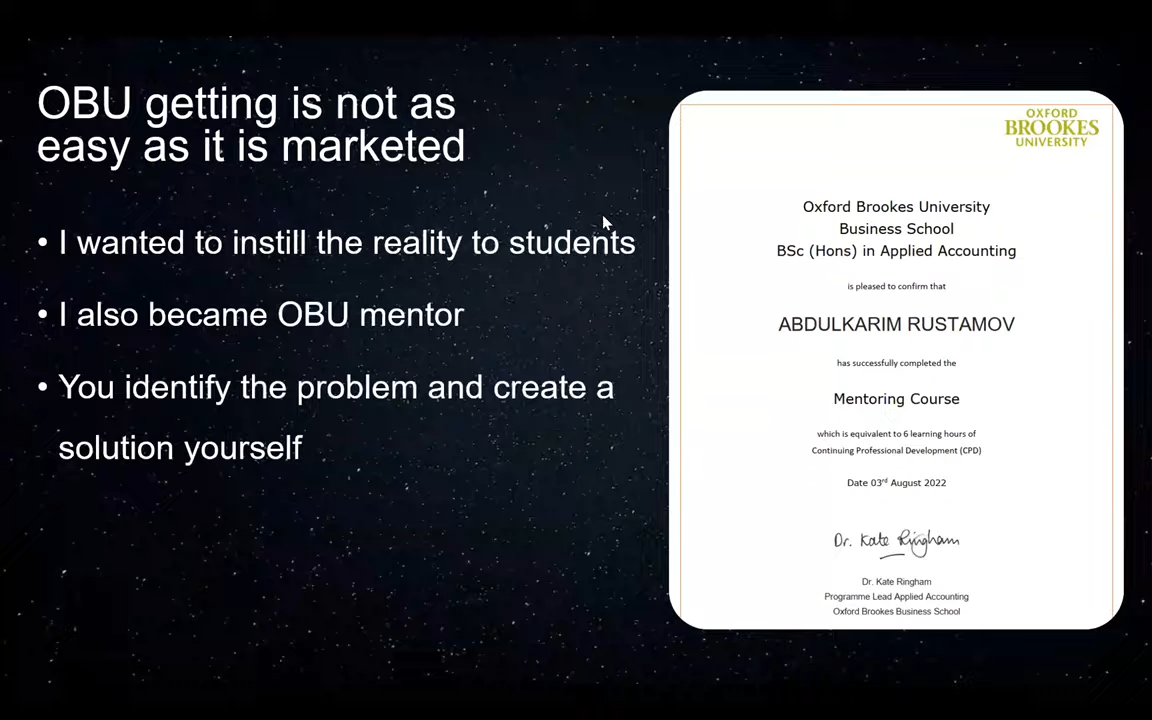 OBU getting is not as
easy as it is marketed
• I wanted to instill the reality to students
• I also became OBU mentor
• You identify the problem and create a
solution yourself
OXFORD
BROOKES
UNIVERSITY
Oxford Brookes University
Business School
BSc (Hons) in Applied Accounting
is pleased to confirm that
ABDULKARIM RUSTAMOV
has successfully completed the
Mentoring Course
which is equivalent to 6 learning hours of
Continuing Professional Development (CPD)
Date 03rd August 2022
Dr. Kate Ringham
Dr. Kate Ringham
Programme Lead Applied Accounting
Oxford Brookes Business School